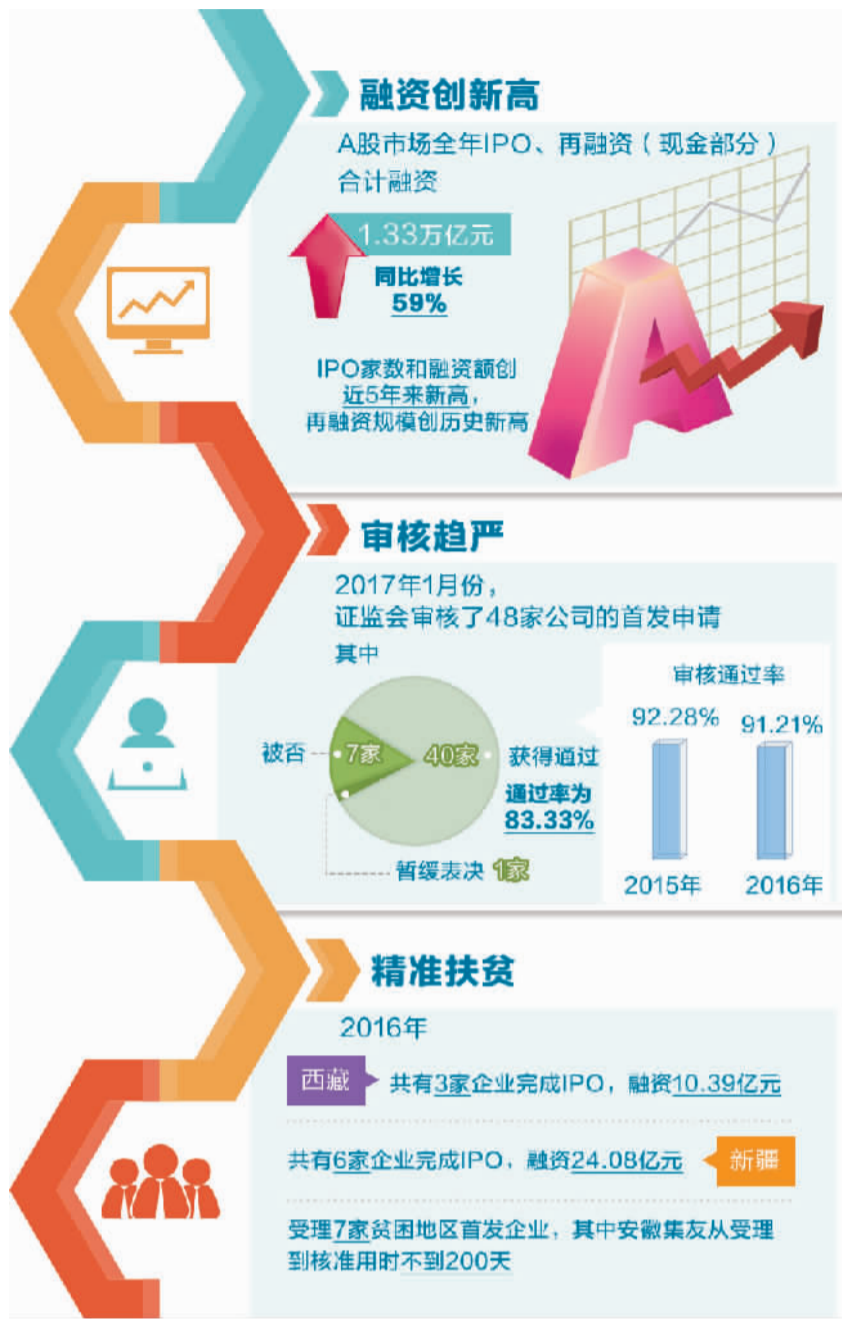 融资创新高
A股市场全年IPO、再融资（现金部分）
合计融资
1.33万亿元
同比增长
59%
IPO家数和融资额创
近5年来新高，
再融资规模创历史新高
审核趋严
2017年1月份，
证监会审核了48家公司的首发申请
其中
被否
7家
40家
获得通过
通过率为
83.33%
暂缓表决 1家
审核通过率
92.28%
91.21%
2015年
2016年
精准扶贫
2016年
西藏 共有3家企业完成IPO，融资10.39亿元
共有6家企业完成IPO，融资24.08亿元 新疆
受理7家贫困地区首发企业，其中安徽集友从受理
到核准用时不到200天